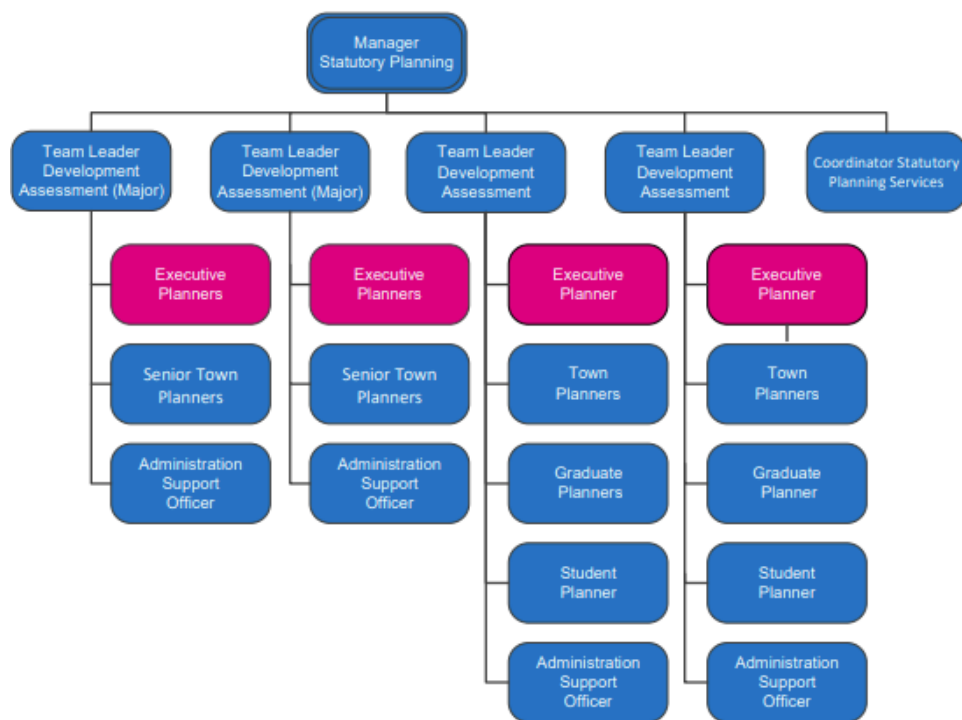 Manager
Statutory Planning
Team Leader
Development
Assessment (Major)
Team Leader
Development
Assessment (Major)
Team Leader
Development
Assessment
Team Leader
Development
Assessment
Coordinator Statutory
Planning Services
Executive
Planners
Executive
Planners
Executive
Planner
Executive
Planner
Senior Town
Planners
Senior Town
Planners
Town
Planners
Town
Planners
Administration
Support
Officer
Administration
Support
Officer
Graduate
Planners
Graduate
Planner
Student
Planner
Student
Planner
Administration
Support
Officer
Administration
Support
Officer